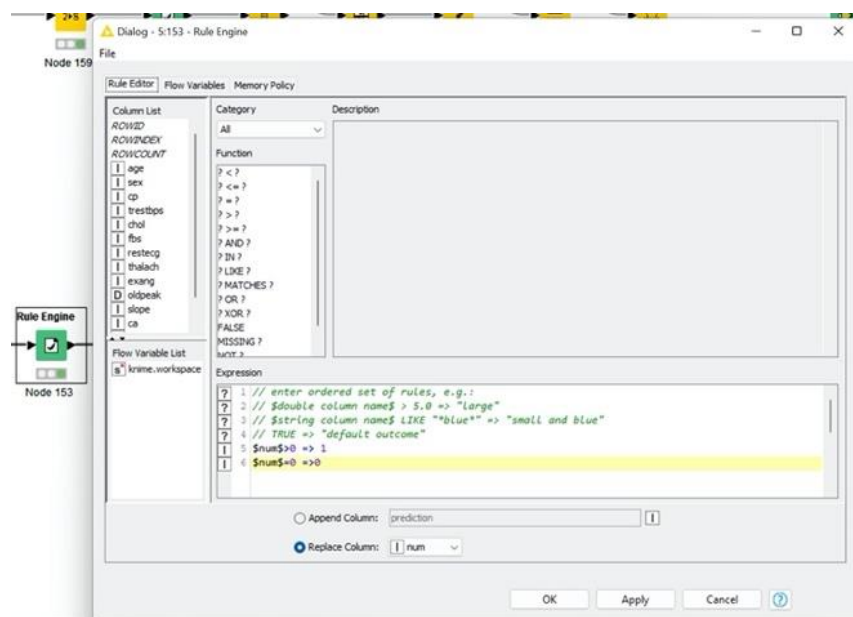 Node 159
Dialog - 5:153 - Rule Engine
File
Rule Editor Flow Variables Memory Policy
Column List
ROWID
ROWINDEX
ROWCOUNT
I age
I sex
I cp
I trestbps
I chol
I fbs
I restecg
I thalach
I exang
D oldpeak
I slope
I ca
Flow Variable List
s knime.workspace
Category
All
Function
? < ?
? <= ?
? = ?
? > ?
? >= ?
? AND ?
? IN ?
? LIKE ?
? MATCHES ?
? OR ?
? XOR ?
FALSE
MISSING ?
NOT ?
Description
Expression
? 1 // enter ordered set of rules, e.g.:
? 2 // $double column name$ > 5.0 => "large"
? 3 // $string column name$ LIKE "*blue*" => "small and blue"
? 4 // TRUE => "default outcome"
I 5 $num$>0 => 1
I 6 $num$=0 =>0
Append Column: prediction I
Replace Column: I num
OK Apply Cancel ?
Rule Engine
Node 153